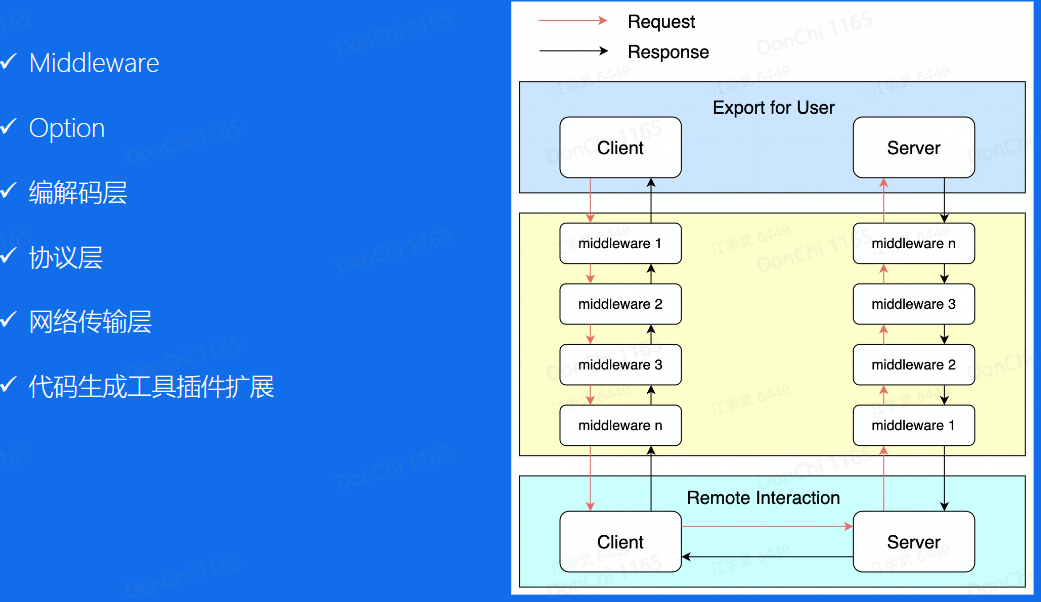 Middleware
Option
编解码层
协议层
网络传输层
代码生成工具插件扩展
Request
Response
Export for User
Client
Server
middleware 1
middleware n
middleware 2
middleware 3
middleware 3
middleware 2
middleware n
middleware 1
Remote Interaction
Client
Server
DonChi 1165
江学武 6449